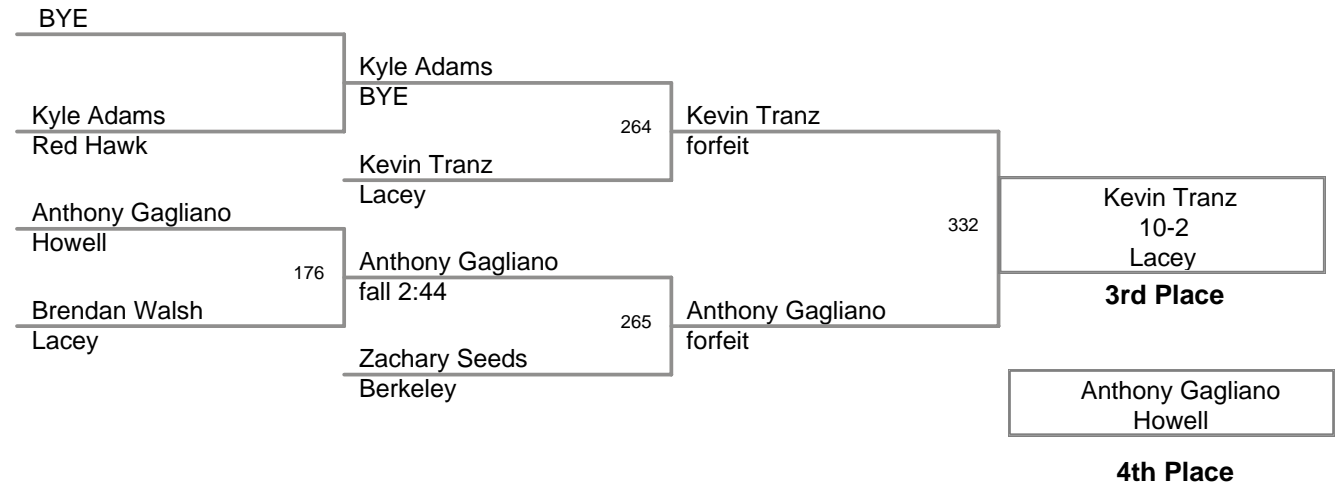 BYE
Kyle Adams
Red Hawk
Anthony Gagliano
Howell
176
Brendan Walsh
Lacey
Kyle Adams
BYE
264
Kevin Tranz
Lacey
Anthony Gagliano
fall 2:44
265
Zachary Seeds
Berkeley
Kevin Tranz
forfeit
332
Anthony Gagliano
forfeit
Kevin Tranz
10-2
Lacey
3rd Place
Anthony Gagliano
Howell
4th Place